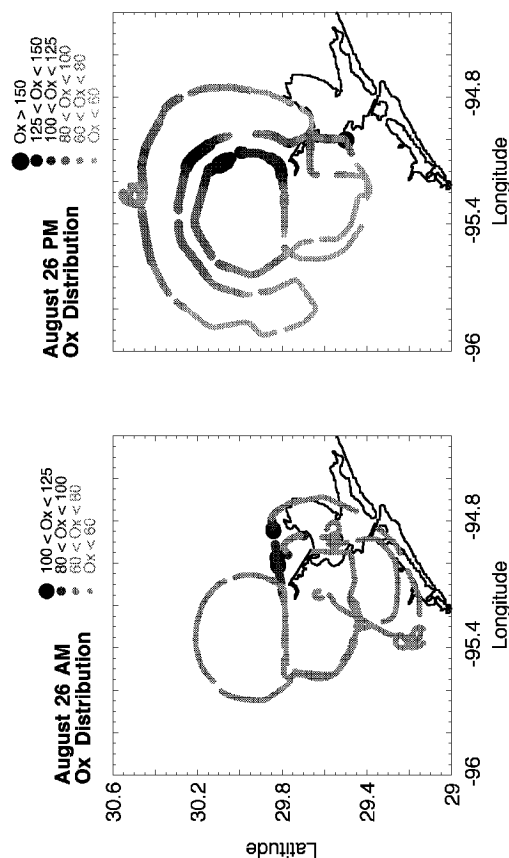 August 26 AM
Ox Distribution
100 < Ox < 125
80 < Ox < 100
60 < Ox < 80
Ox < 60
Latitude
30.6
30.2
29.8
29.4
29
-96
-95.4
-94.8
Longitude
August 26 PM
Ox Distribution
Ox > 150
125 < Ox < 150
100 < Ox < 125
80 < Ox < 100
60 < Ox < 80
Ox < 60
-96
-95.4
-94.8
Longitude